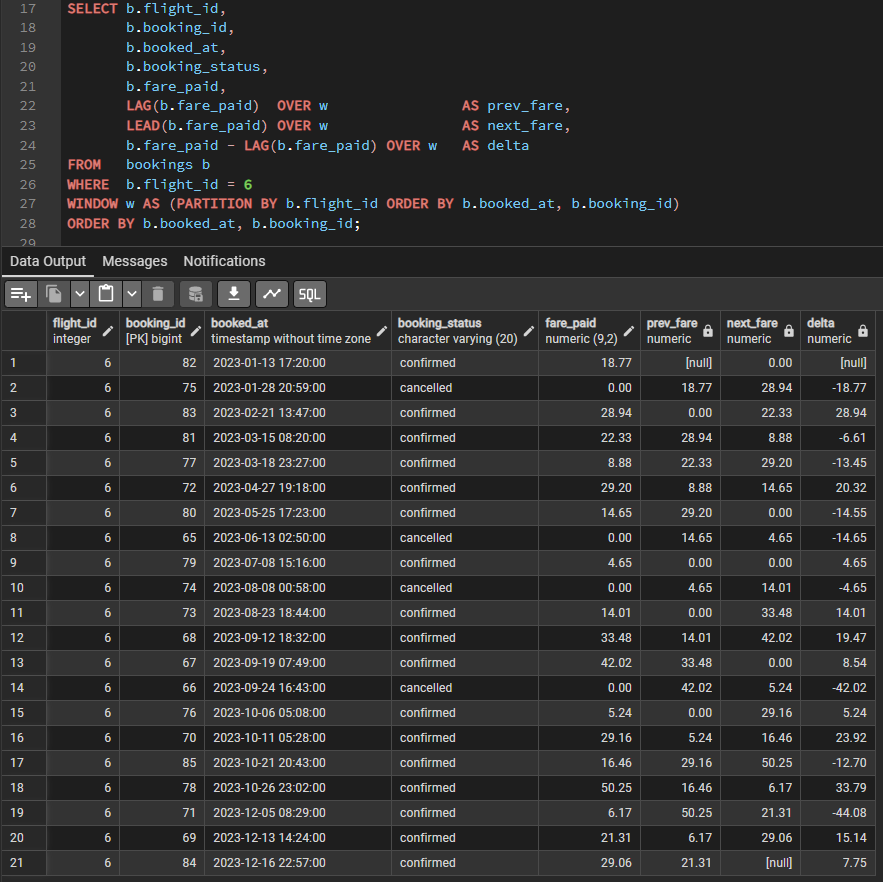 17 SELECT b.flight_id,
18 b.booking_id,
19 b.booked_at,
20 b.booking_status,
21 b.fare_paid,
22 LAG(b.fare_paid) OVER w AS prev_fare,
23 LEAD(b.fare_paid) OVER w AS next_fare,
24 b.fare_paid - LAG(b.fare_paid) OVER w AS delta
25 FROM bookings b
26 WHERE b.flight_id = 6
27 WINDOW w AS (PARTITION BY b.flight_id ORDER BY b.booked_at, b.booking_id)
28 ORDER BY b.booked_at, b.booking_id;
29
Data Output Messages Notifications
SQL
flight_id booking_id booked_at booking_status fare_paid prev_fare next_fare delta
integer [PK] bigint timestamp without time zone character varying (20) numeric (9,2) numeric numeric numeric
1 6 82 2023-01-13 17:20:00 confirmed 18.77 [null] 0.00 [null]
2 6 75 2023-01-28 20:59:00 cancelled 0.00 18.77 28.94 -18.77
3 6 83 2023-02-21 13:47:00 confirmed 28.94 0.00 22.33 28.94
4 6 81 2023-03-15 08:20:00 confirmed 22.33 28.94 8.88 -6.61
5 6 77 2023-03-18 23:27:00 confirmed 8.88 22.33 29.20 -13.45
6 6 72 2023-04-27 19:18:00 confirmed 29.20 8.88 14.65 20.32
7 6 80 2023-05-25 17:23:00 confirmed 14.65 29.20 0.00 -14.55
8 6 65 2023-06-13 02:50:00 cancelled 0.00 14.65 4.65 -14.65
9 6 79 2023-07-08 15:16:00 confirmed 4.65 0.00 0.00 4.65
10 6 74 2023-08-08 00:58:00 cancelled 0.00 4.65 14.01 -4.65
11 6 73 2023-08-23 18:44:00 confirmed 14.01 0.00 33.48 14.01
12 6 68 2023-09-12 18:32:00 confirmed 33.48 14.01 42.02 19.47
13 6 67 2023-09-19 07:49:00 confirmed 42.02 33.48 0.00 8.54
14 6 66 2023-09-24 16:43:00 cancelled 0.00 42.02 5.24 -42.02
15 6 76 2023-10-06 05:08:00 confirmed 5.24 0.00 29.16 5.24
16 6 70 2023-10-11 05:28:00 confirmed 29.16 5.24 16.46 23.92
17 6 85 2023-10-21 20:43:00 confirmed 16.46 29.16 50.25 -12.70
18 6 78 2023-10-26 23:02:00 confirmed 50.25 16.46 6.17 33.79
19 6 71 2023-12-05 08:29:00 confirmed 6.17 50.25 21.31 -44.08
20 6 69 2023-12-13 14:24:00 confirmed 21.31 6.17 29.06 15.14
21 6 84 2023-12-16 22:57:00 confirmed 29.06 21.31 [null] 7.75